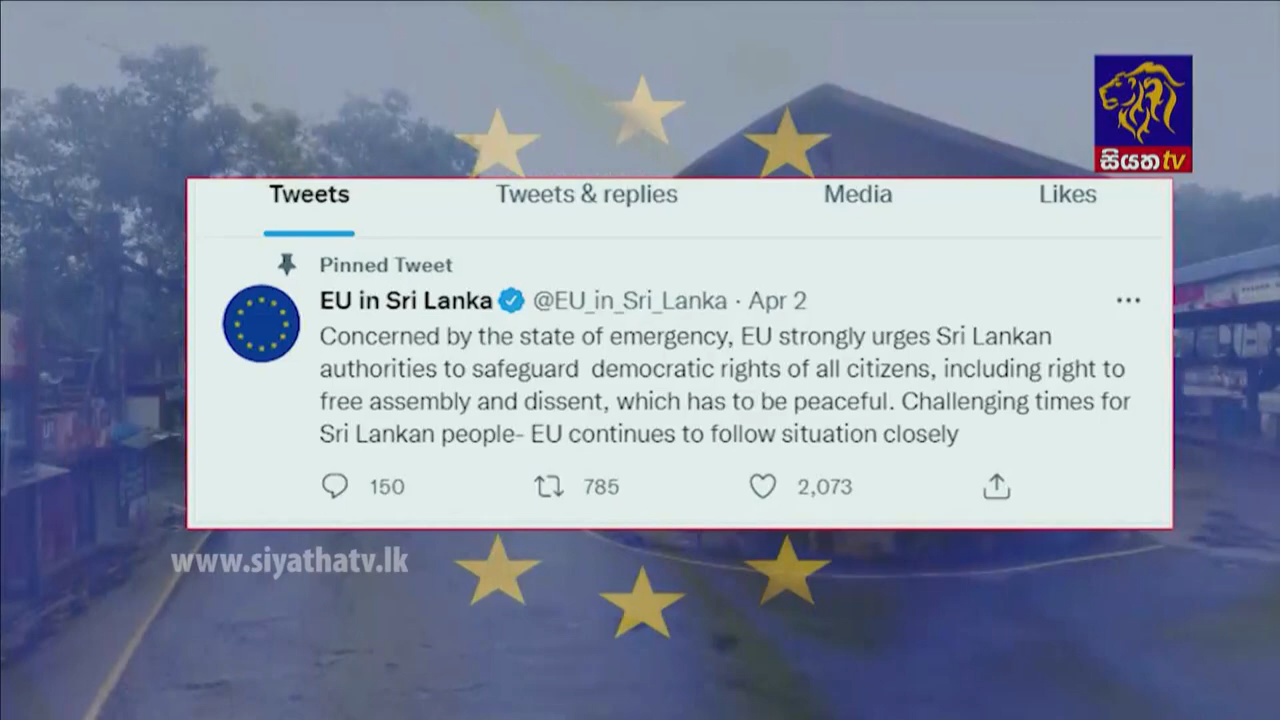 සියත tv
Tweets
Tweets & replies
Media
Likes
Pinned Tweet
EU in Sri Lanka @EU_in_Sri_Lanka · Apr 2
Concerned by the state of emergency, EU strongly urges Sri Lankan
authorities to safeguard democratic rights of all citizens, including right to
free assembly and dissent, which has to be peaceful. Challenging times for
Sri Lankan people- EU continues to follow situation closely
150
785
2,073
www.siyathatv.lk